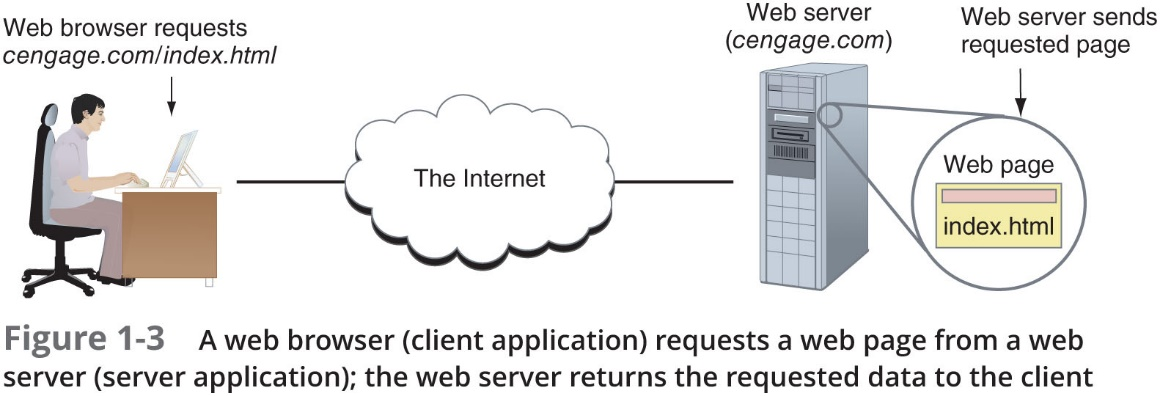 Web browser requests
cengage.com/index.html
The Internet
Web server
(cengage.com)
Web server sends
requested page
Web page
index.html
Figure 1-3 A web browser (client application) requests a web page from a web
server (server application); the web server returns the requested data to the client